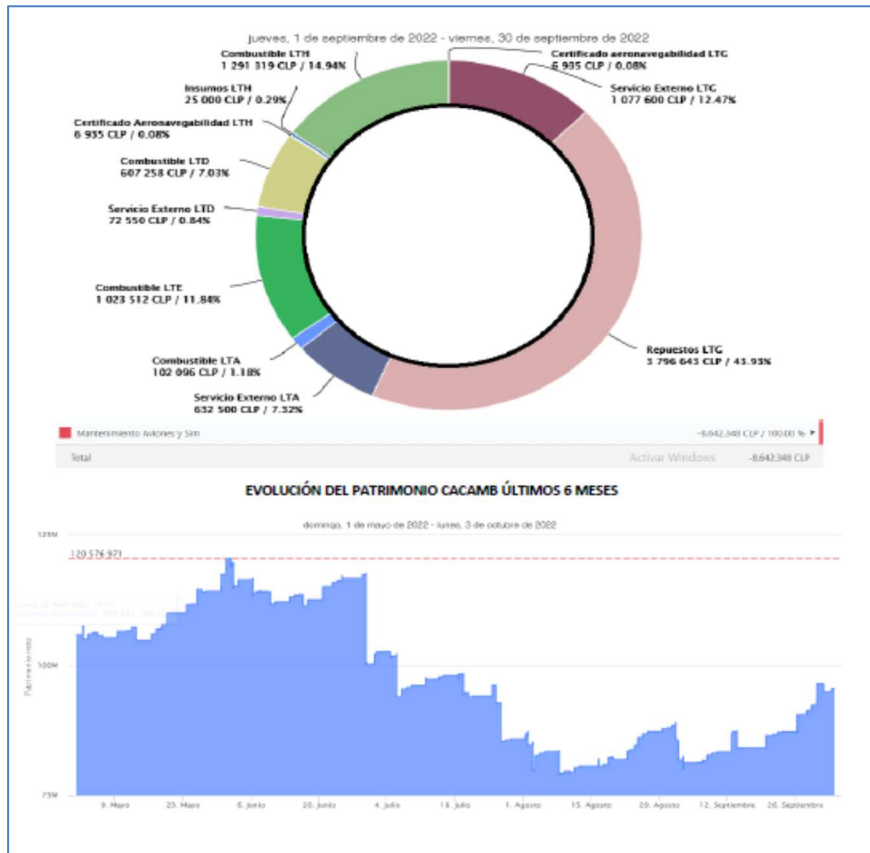 jueves, 1 de septiembre de 2022 - viernes, 30 de septiembre de 2022
Combustible LTH
1 291 319 CLP / 14.94%
Certificado aeronavegabilidad LTG
6 935 CLP / 0.08%
Insumos LTH
25 000 CLP / 0.29%
Servicio Externo LTG
1 077 600 CLP / 12.47%
Certificado Aeronavegabilidad LTH
6 935 CLP / 0.08%
Combustible LTD
607 258 CLP / 7.03%
Servicio Externo LTD
72 550 CLP / 0.84%
Combustible LTE
1 023 512 CLP / 11.84%
Repuestos LTG
3 796 643 CLP / 43.93%
Combustible LTA
102 096 CLP / 1.18%
Servicio Externo LTA
632 500 CLP / 7.32%
Mantenimiento Aviones y Sim
-8.642.348 CLP / 100.00 %
Total
Activar Windows
-8.642.348 CLP
EVOLUCIÓN DEL PATRIMONIO CACAMB ÚLTIMOS 6 MESES
domingo, 1 de mayo de 2022 - lunes, 3 de octubre de 2022
125M
120 576 971
100M
Patrimonio neto
75M
9. Mayo 23. Mayo 6. Junio 20. Junio 4. Julio 18. Julio 1. Agosto 15. Agosto 29. Agosto 12. Septiembre 26. Septiembre